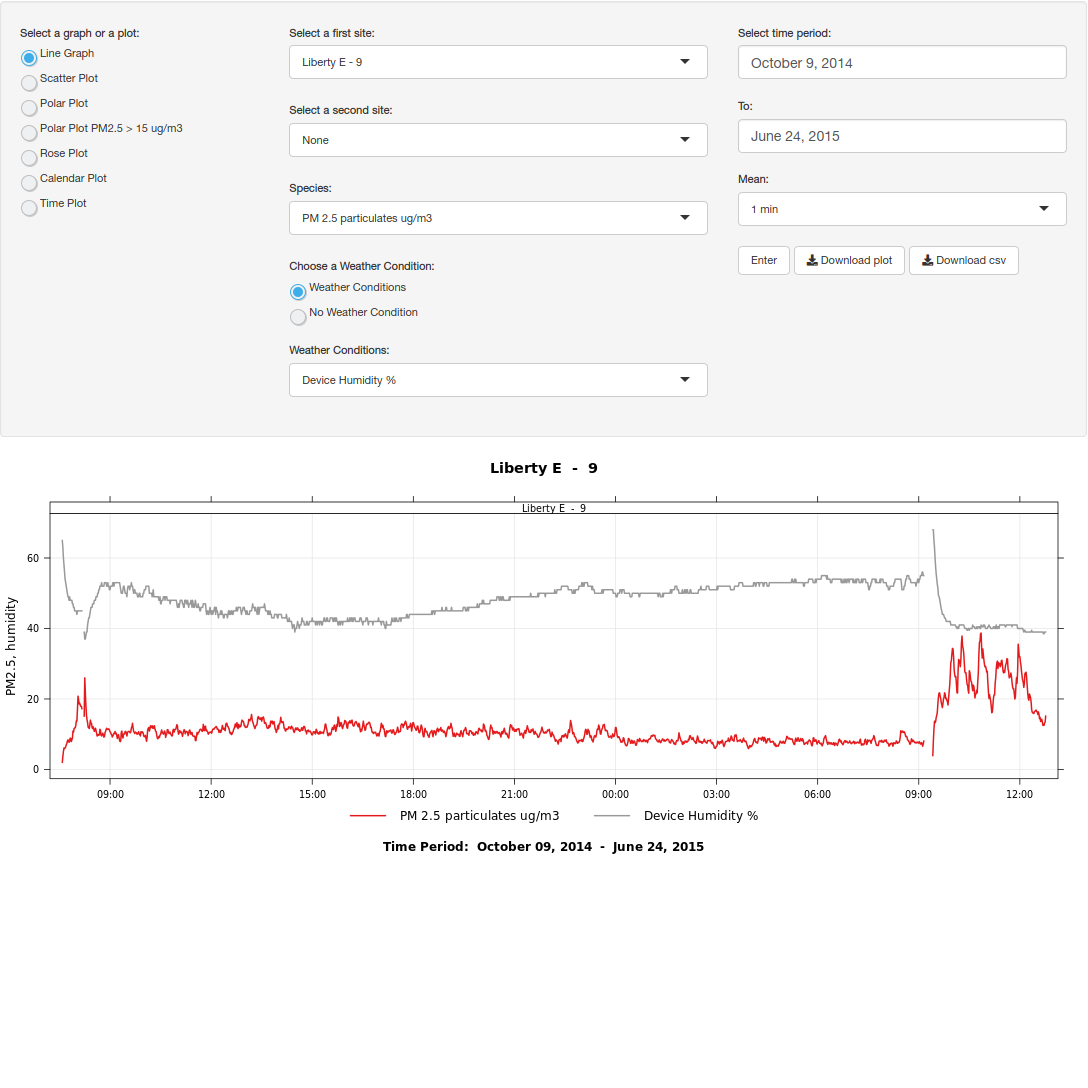 Select a graph or a plot:
Line Graph
Scatter Plot
Polar Plot
Polar Plot PM2.5 > 15 ug/m3
Rose Plot
Calendar Plot
Time Plot
Select a first site:
Liberty E - 9
Select a second site:
None
Species:
PM 2.5 particulates ug/m3
Choose a Weather Condition:
Weather Conditions
No Weather Condition
Weather Conditions:
Device Humidity %
Select time period:
October 9, 2014
To:
June 24, 2015
Mean:
1 min
Enter Download plot Download csv
Liberty E - 9
Liberty E - 9
PM2.5, humidity
60
40
20
0
09:00 12:00 15:00 18:00 21:00 00:00 03:00 06:00 09:00 12:00
PM 2.5 particulates ug/m3 Device Humidity %
Time Period: October 09, 2014 - June 24, 2015